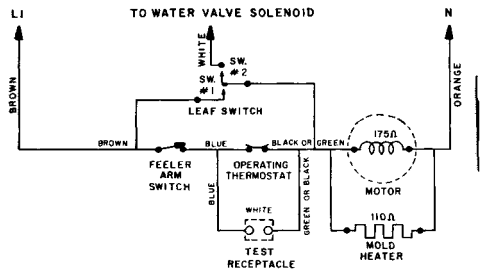 L1 TO WATER VALVE SOLENOID N
WHITE
SW. #2
SW. #1
LEAF SWITCH
BROWN
ORANGE
BROWN BLUE BLACK OR GREEN 175Ω
FEELER ARM SWITCH
OPERATING THERMOSTAT
MOTOR
BLUE
GREEN OR BLACK
WHITE
TEST RECEPTACLE
110Ω
MOLD HEATER